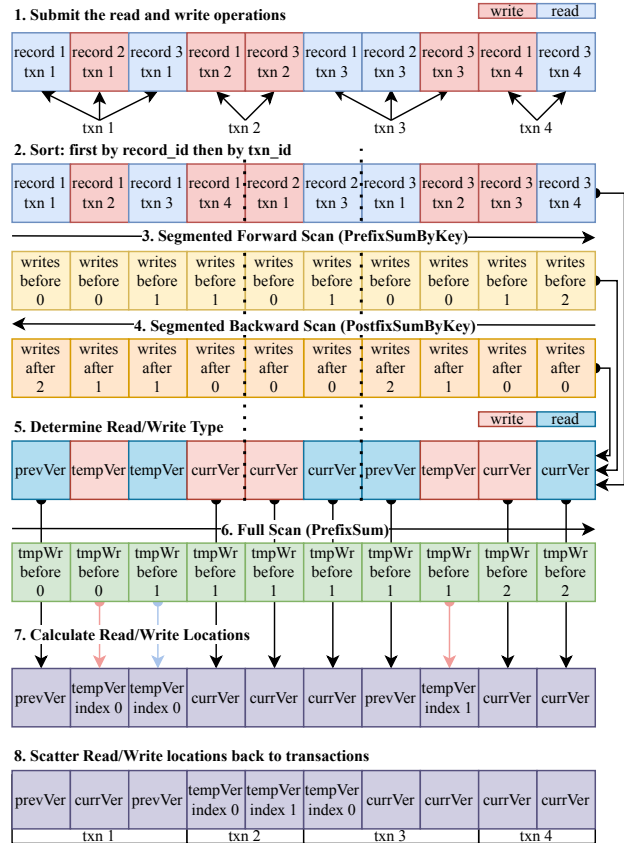 1. Submit the read and write operations
write read
record 1 record 2 record 3 record 1 record 3 record 1 record 2 record 3 record 1 record 3
txn 1 txn 1 txn 1 txn 2 txn 2 txn 3 txn 3 txn 3 txn 4 txn 4
txn 1 txn 2 txn 3 txn 4
2. Sort: first by record_id then by txn_id
record 1 record 1 record 1 record 1 record 2 record 2 record 3 record 3 record 3 record 3
txn 1 txn 2 txn 3 txn 4 txn 1 txn 3 txn 1 txn 2 txn 3 txn 4
3. Segmented Forward Scan (PrefixSumByKey)
writes writes writes writes writes writes writes writes writes writes
before before before before before before before before before before
0 0 1 1 0 1 0 0 1 2
4. Segmented Backward Scan (PostfixSumByKey)
writes writes writes writes writes writes writes writes writes writes
after after after after after after after after after after
2 1 1 0 0 0 2 1 0 0
5. Determine Read/Write Type
write read
prevVer tempVer tempVer currVer currVer currVer prevVer tempVer currVer currVer
6. Full Scan (PrefixSum)
tmpWr tmpWr tmpWr tmpWr tmpWr tmpWr tmpWr tmpWr tmpWr tmpWr
before before before before before before before before before before
0 0 1 1 1 1 1 1 2 2
7. Calculate Read/Write Locations
prevVer tempVer index 0 tempVer index 0 currVer currVer currVer prevVer tempVer index 1 currVer currVer
8. Scatter Read/Write locations back to transactions
prevVer currVer prevVer tempVer index 0 tempVer index 1 tempVer index 0 currVer currVer currVer currVer
txn 1 txn 2 txn 3 txn 4